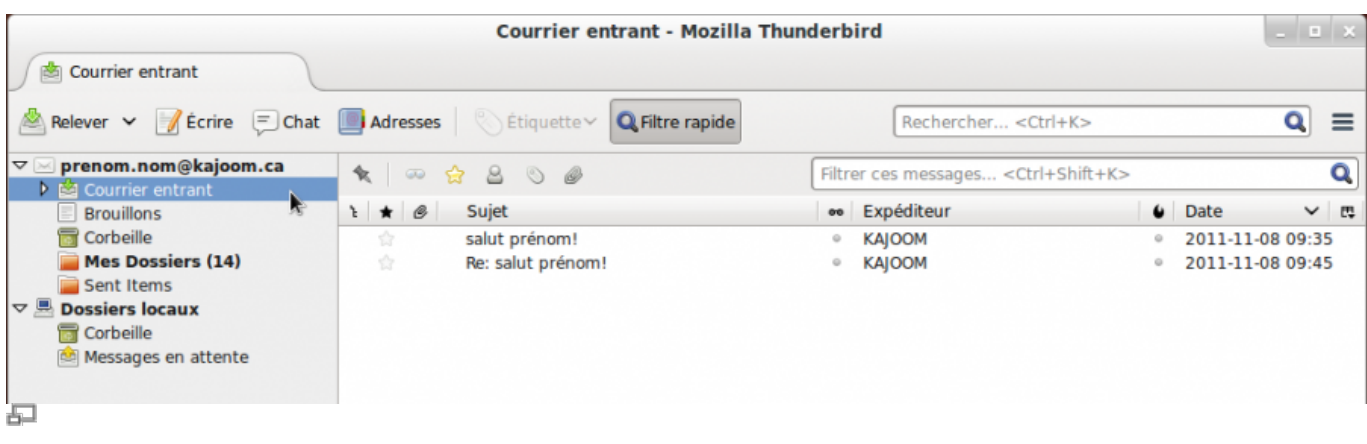 Courrier entrant - Mozilla Thunderbird
Courrier entrant
Relever Écrire Chat Adresses Étiquette Filtre rapide Rechercher... <Ctrl+K>
prenom.nom@kajoom.ca
Courrier entrant
Brouillons
Corbeille
Mes Dossiers (14)
Sent Items
Dossiers locaux
Corbeille
Messages en attente
Filtrer ces messages... <Ctrl+Shift+K>
Sujet Expéditeur Date
salut prénom! KAJOOM 2011-11-08 09:35
Re: salut prénom! KAJOOM 2011-11-08 09:45